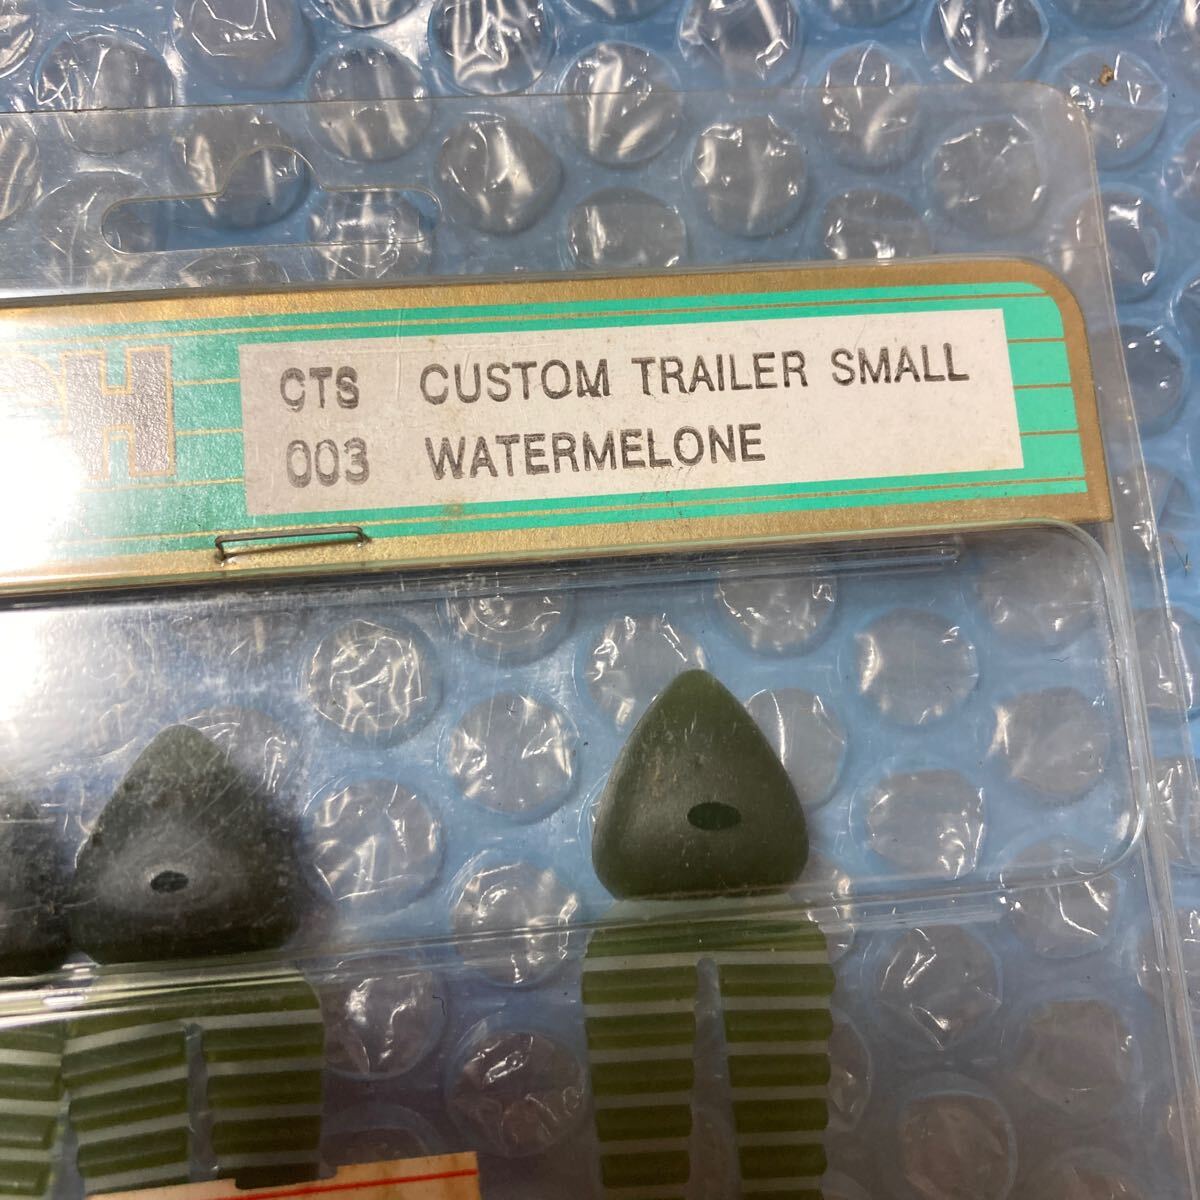 CTS CUSTOM TRAILER SMALL
003 WATERMELONE